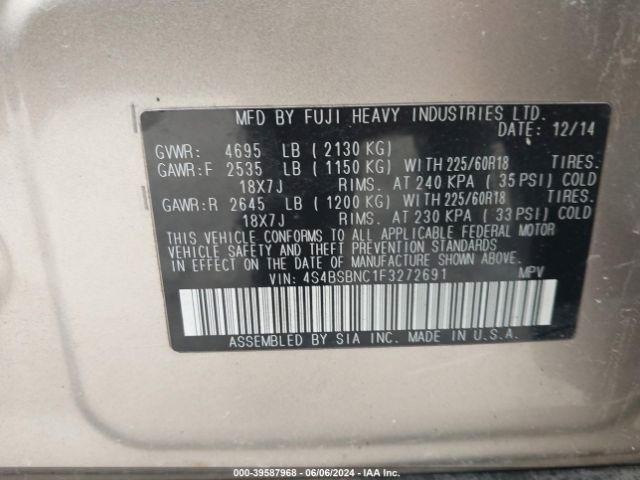 MFD BY FUJI HEAVY INDUSTRIES LTD.
DATE: 12/14
GVWR: 4695 LB ( 2130 KG)
GAWR:F 2535 LB ( 1150 KG) WITH 225/60R18 TIRES.
18X7J RIMS. AT 240 KPA ( 35 PSI) COLD
GAWR:R 2645 LB ( 1200 KG) WITH 225/60R18 TIRES.
18X7J RIMS. AT 230 KPA ( 33 PSI) COLD
THIS VEHICLE CONFORMS TO ALL APPLICABLE FEDERAL MOTOR
VEHICLE SAFETY AND THEFT PREVENTION STANDARDS
IN EFFECT ON THE DATE OF MANUFACTURE SHOWN ABOVE.
VIN: 4S4BSBNC1F3272691 MPV
ASSEMBLED BY SIA INC. MADE IN U.S.A.
000-39587968 - 06/06/2024 - IAA Inc.